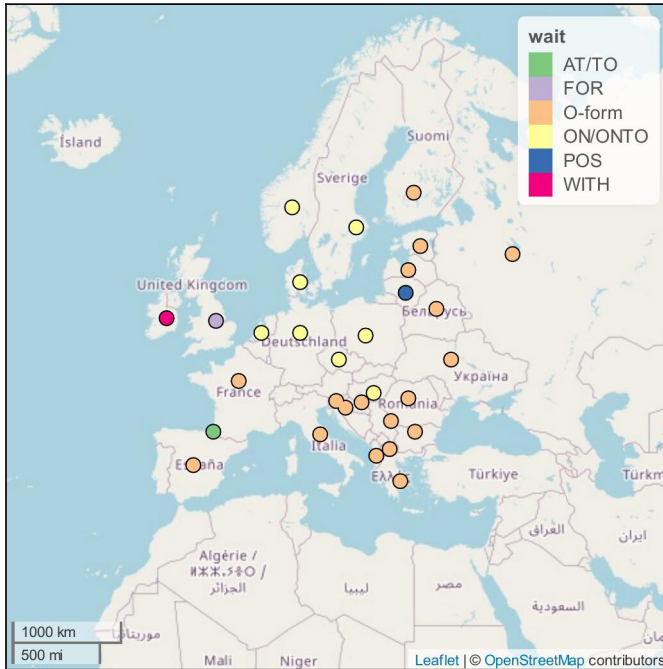 wait
AT/TO
FOR
O-form
ON/ONTO
POS
WITH
Ísland
Suomi
Sverige
United Kingdom
Беларусь
Deutschland
Україна
France
Romania
Italia
España
Türkiye
العراق
ایران
Algérie /
ⵍⵣⵣⴰⵢⴻⵔ /
الجزائر
ليبيا
مصر
السعودية
موريتانيا
Mali
Niger
1000 km
500 mi
Leaflet | © OpenStreetMap contributors